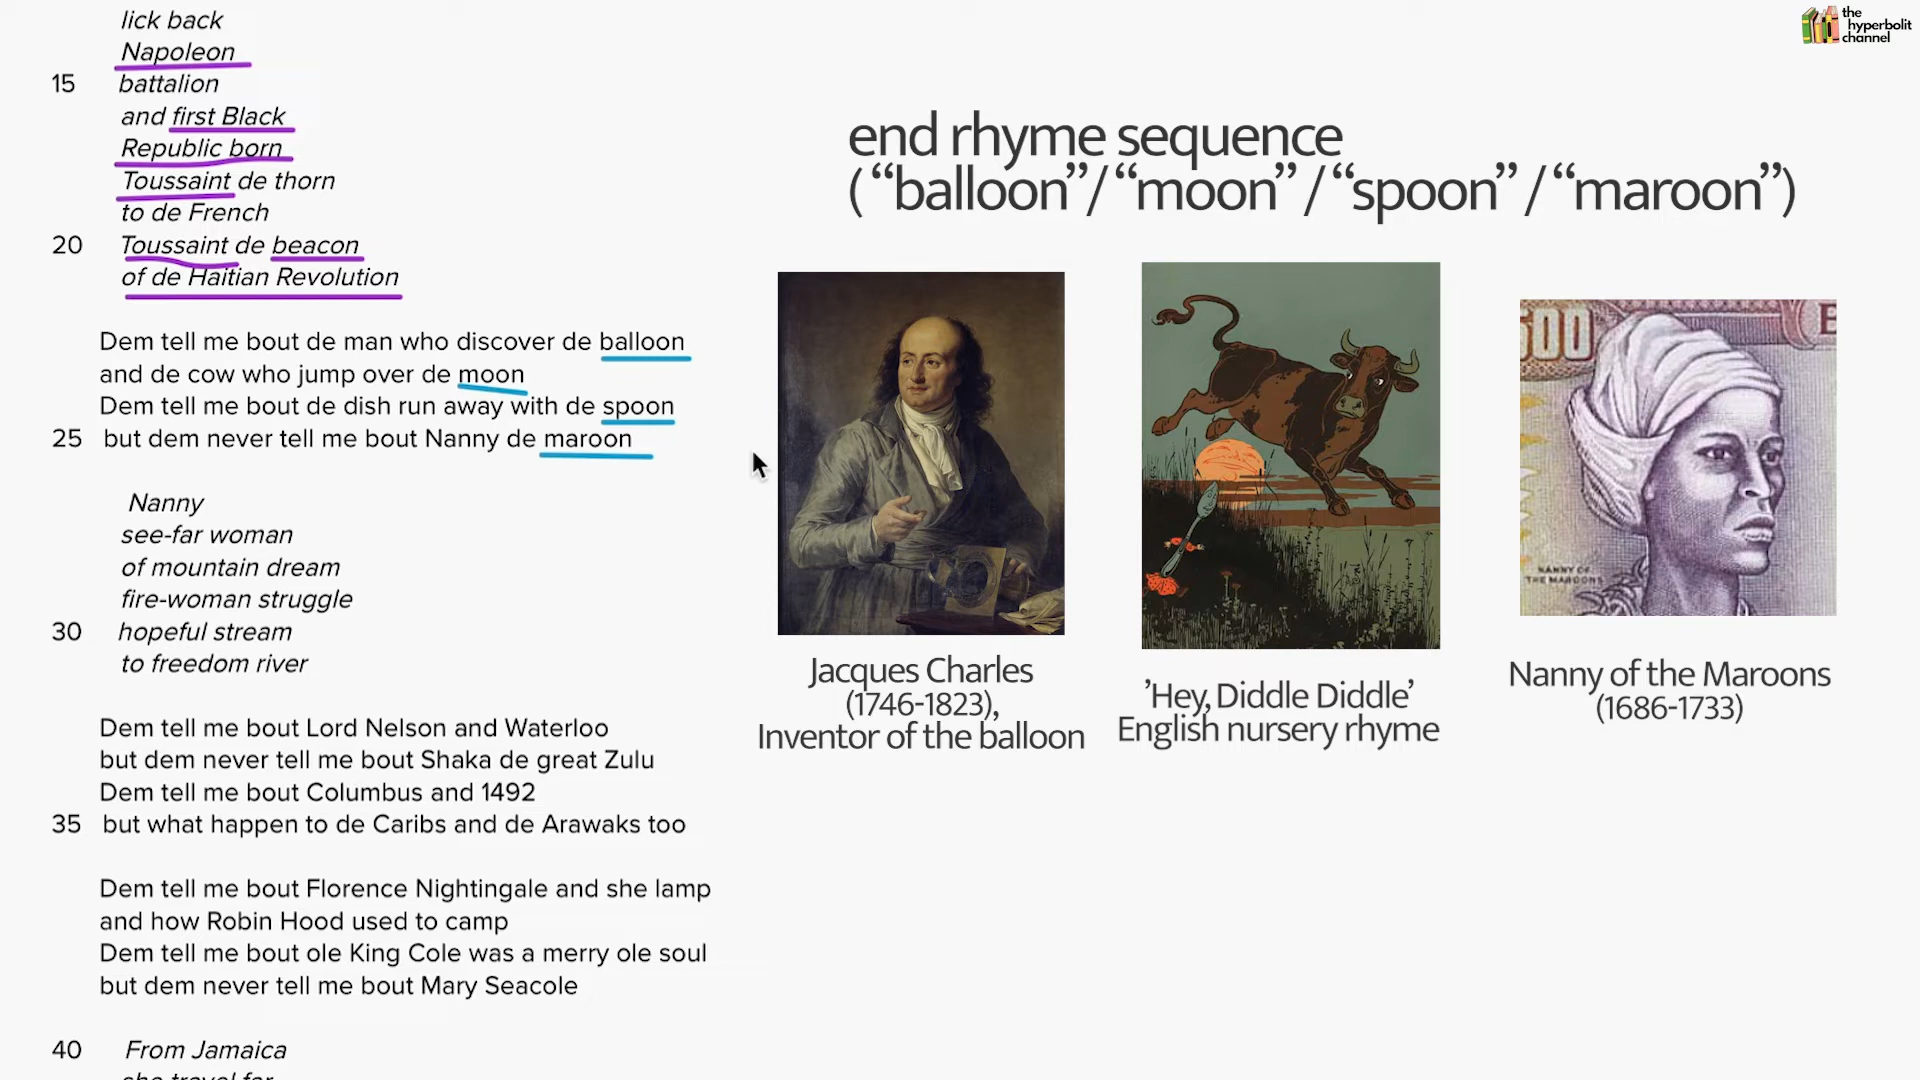 lick back
Napoleon
15 battalion
and first Black
Republic born
Toussaint de thorn
to de French
20 Toussaint de beacon
of de Haitian Revolution
Dem tell me bout de man who discover de balloon
and de cow who jump over de moon
Dem tell me bout de dish run away with de spoon
25 but dem never tell me bout Nanny de maroon
Nanny
see-far woman
of mountain dream
fire-woman struggle
30 hopeful stream
to freedom river
Dem tell me bout Lord Nelson and Waterloo
but dem never tell me bout Shaka de great Zulu
Dem tell me bout Columbus and 1492
35 but what happen to de Caribs and de Arawaks too
Dem tell me bout Florence Nightingale and she lamp
and how Robin Hood used to camp
Dem tell me bout ole King Cole was a merry ole soul
but dem never tell me bout Mary Seacole
40 From Jamaica
she travel far
the
hyperbolit
channel
end rhyme sequence
(“balloon”/“moon”/“spoon”/“maroon”)
Jacques Charles
(1746-1823),
Inventor of the balloon
’Hey, Diddle Diddle’
English nursery rhyme
500
NANNY OF
THE MAROONS
Nanny of the Maroons
(1686-1733)